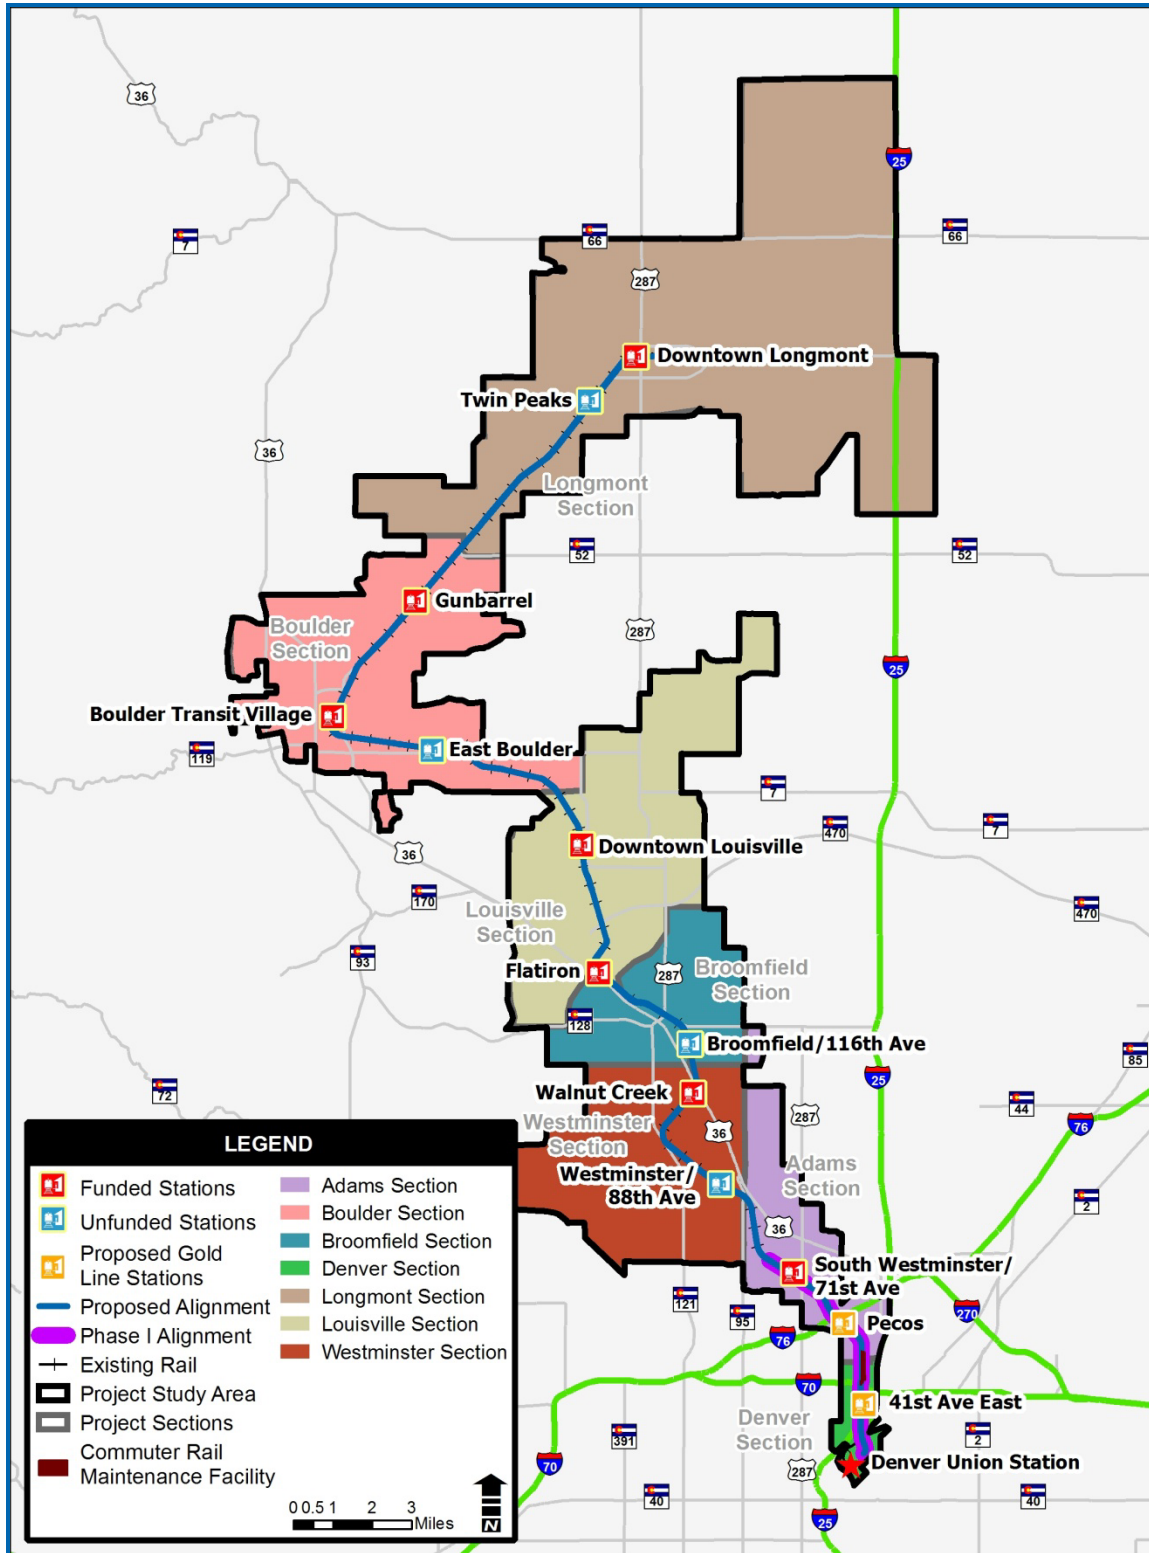 36
25
7
66
66
287
Downtown Longmont
Twin Peaks
36
Longmont
Section
52
52
Gunbarrel
Boulder
Section
287
25
Boulder Transit Village
119
East Boulder
7
470
7
Downtown Louisville
36
170
470
Louisville
Section
93
Flatiron
287
Broomfield
Section
128
Broomfield/116th Ave
85
25
72
Walnut Creek
44
287
76
36
Westminster
Section
Westminster/
88th Ave
Adams
Section
2
36
South Westminster/
71st Ave
121
95
270
Pecos
76
70
41st Ave East
Denver
Section
391
2
70
287
Denver Union Station
40
40
25
LEGEND
Funded Stations
Unfunded Stations
Proposed Gold
Line Stations
Proposed Alignment
Phase I Alignment
Existing Rail
Project Study Area
Project Sections
Commuter Rail
Maintenance Facility
Adams Section
Boulder Section
Broomfield Section
Denver Section
Longmont Section
Louisville Section
Westminster Section
0 0.5 1 2 3
Miles
N